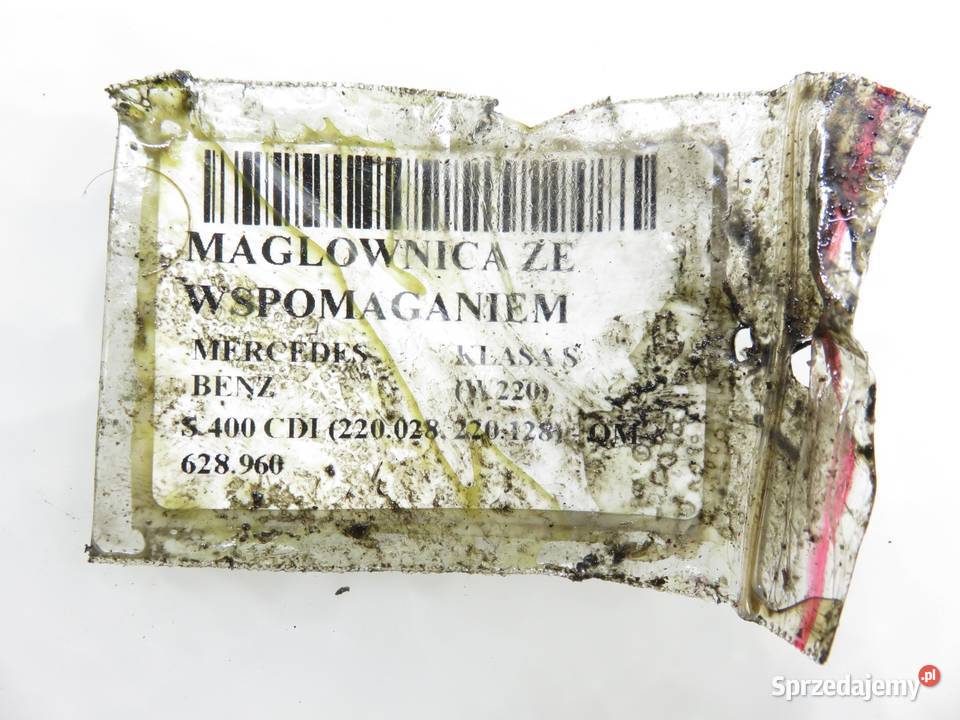 MAGLOWNICA ZE
WSPOMAGANIEM
MERCEDES KLASA S
BENZ (W220)
S 400 CDI (220.028, 220.128) OM
628.960
Sprzedajemy.pl